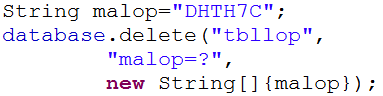 String malop="DHTH7C";
database.delete("tbllop",
"malop=?",
new String[]{malop});